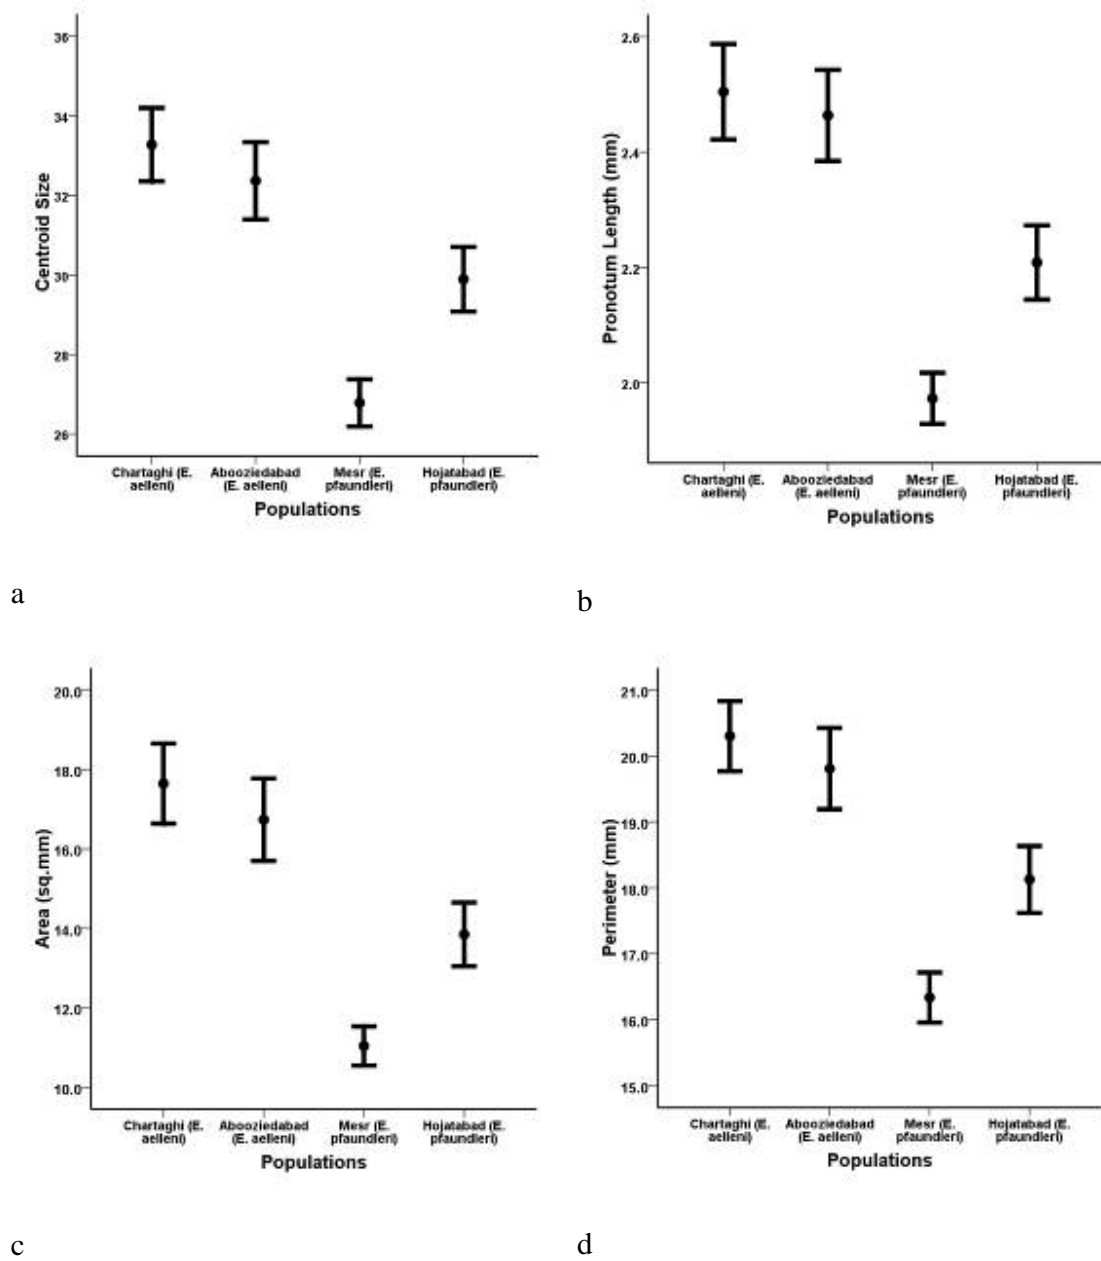 36
34
32
30
28
26
Centroid Size
Chartaghi (E.
aelleni)
Abooziedabad
(E. aelleni)
Mesr (E.
pfaundleri)
Hojatabad (E.
pfaundleri)
Populations
a
2.6
2.4
2.2
2.0
Pronotum Length (mm)
Chartaghi (E.
aelleni)
Abooziedabad
(E. aelleni)
Mesr (E.
pfaundleri)
Hojatabad (E.
pfaundleri)
Populations
b
20.0
18.0
16.0
14.0
12.0
10.0
Area (sq.mm)
Chartaghi (E.
aelleni)
Abooziedabad
(E. aelleni)
Mesr (E.
pfaundleri)
Hojatabad (E.
pfaundleri)
Populations
c
21.0
20.0
19.0
18.0
17.0
16.0
15.0
Perimeter (mm)
Chartaghi (E.
aelleni)
Abooziedabad
(E. aelleni)
Mesr (E.
pfaundleri)
Hojatabad (E.
pfaundleri)
Populations
d